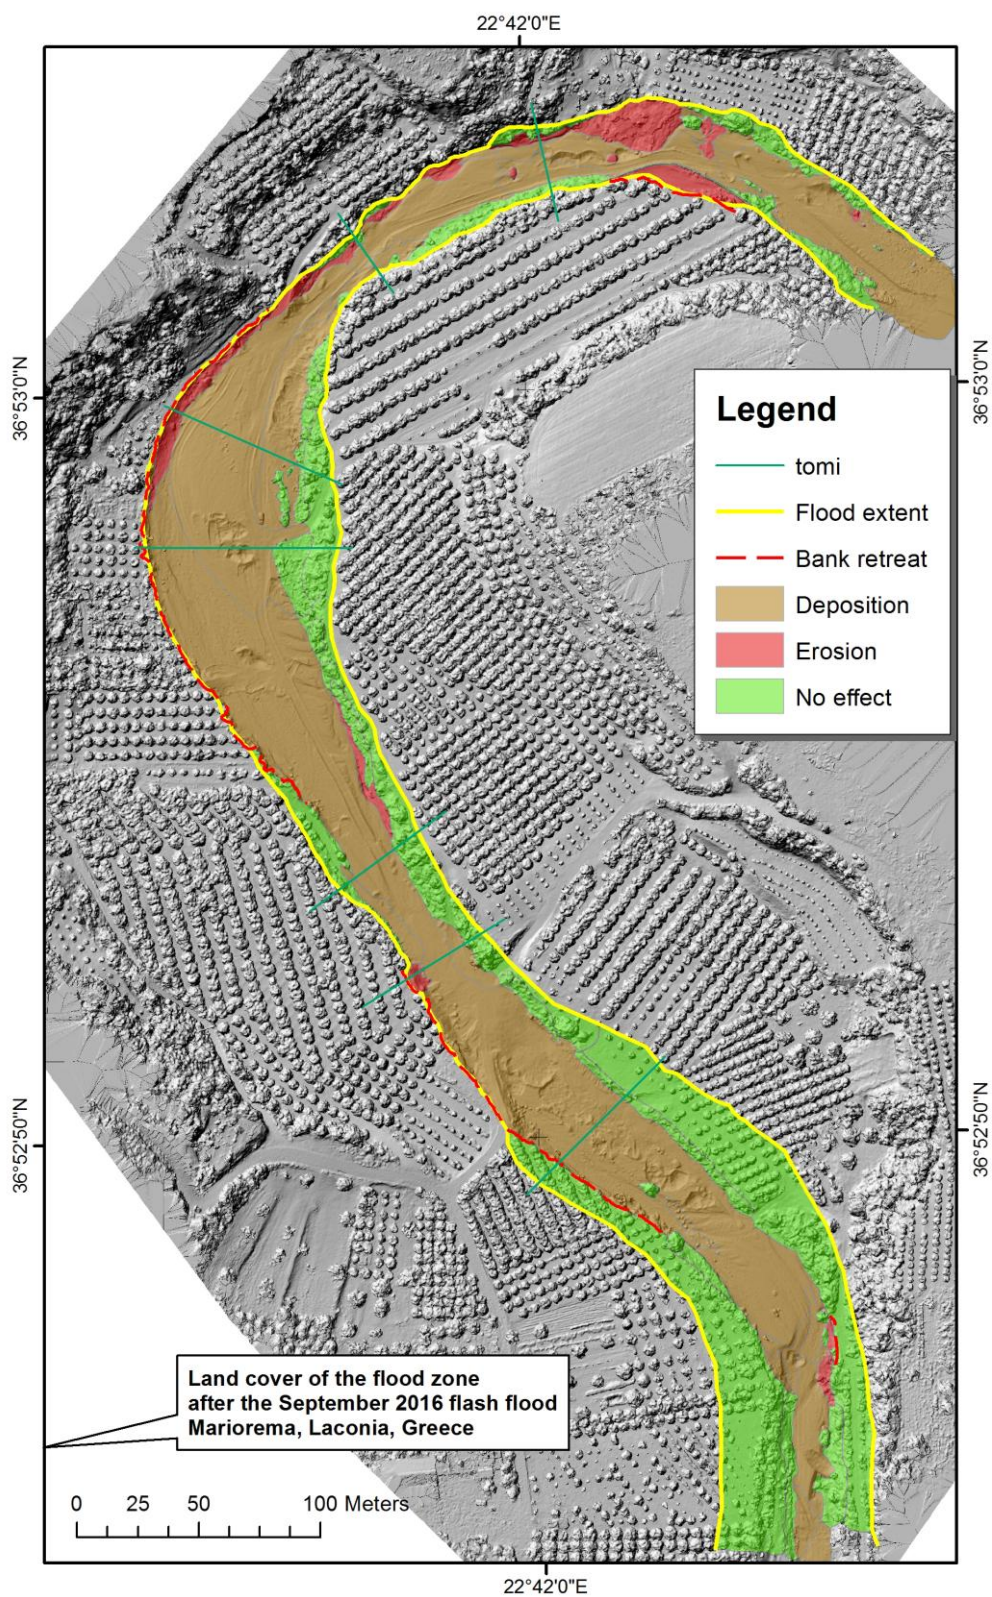 22°42'0"E
36°53'0"N
36°53'0"N
Legend
tomi
Flood extent
Bank retreat
Deposition
Erosion
No effect
36°52'50"N
36°52'50"N
Land cover of the flood zone
after the September 2016 flash flood
Mariorema, Laconia, Greece
0 25 50 100 Meters
22°42'0"E